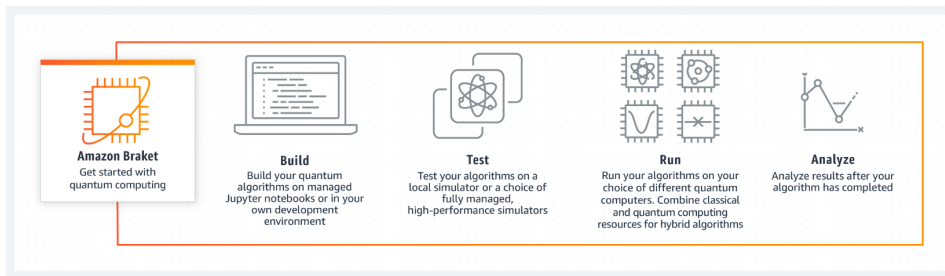 Amazon Braket
Get started with
quantum computing
Build
Build your quantum
algorithms on managed
Jupyter notebooks or in your
own development
environment
Test
Test your algorithms on a
local simulator or a choice of
fully managed,
high-performance simulators
Run
Run your algorithms on your
choice of different quantum
computers. Combine classical
and quantum computing
resources for hybrid algorithms
Analyze
Analyze results after your
algorithm has completed